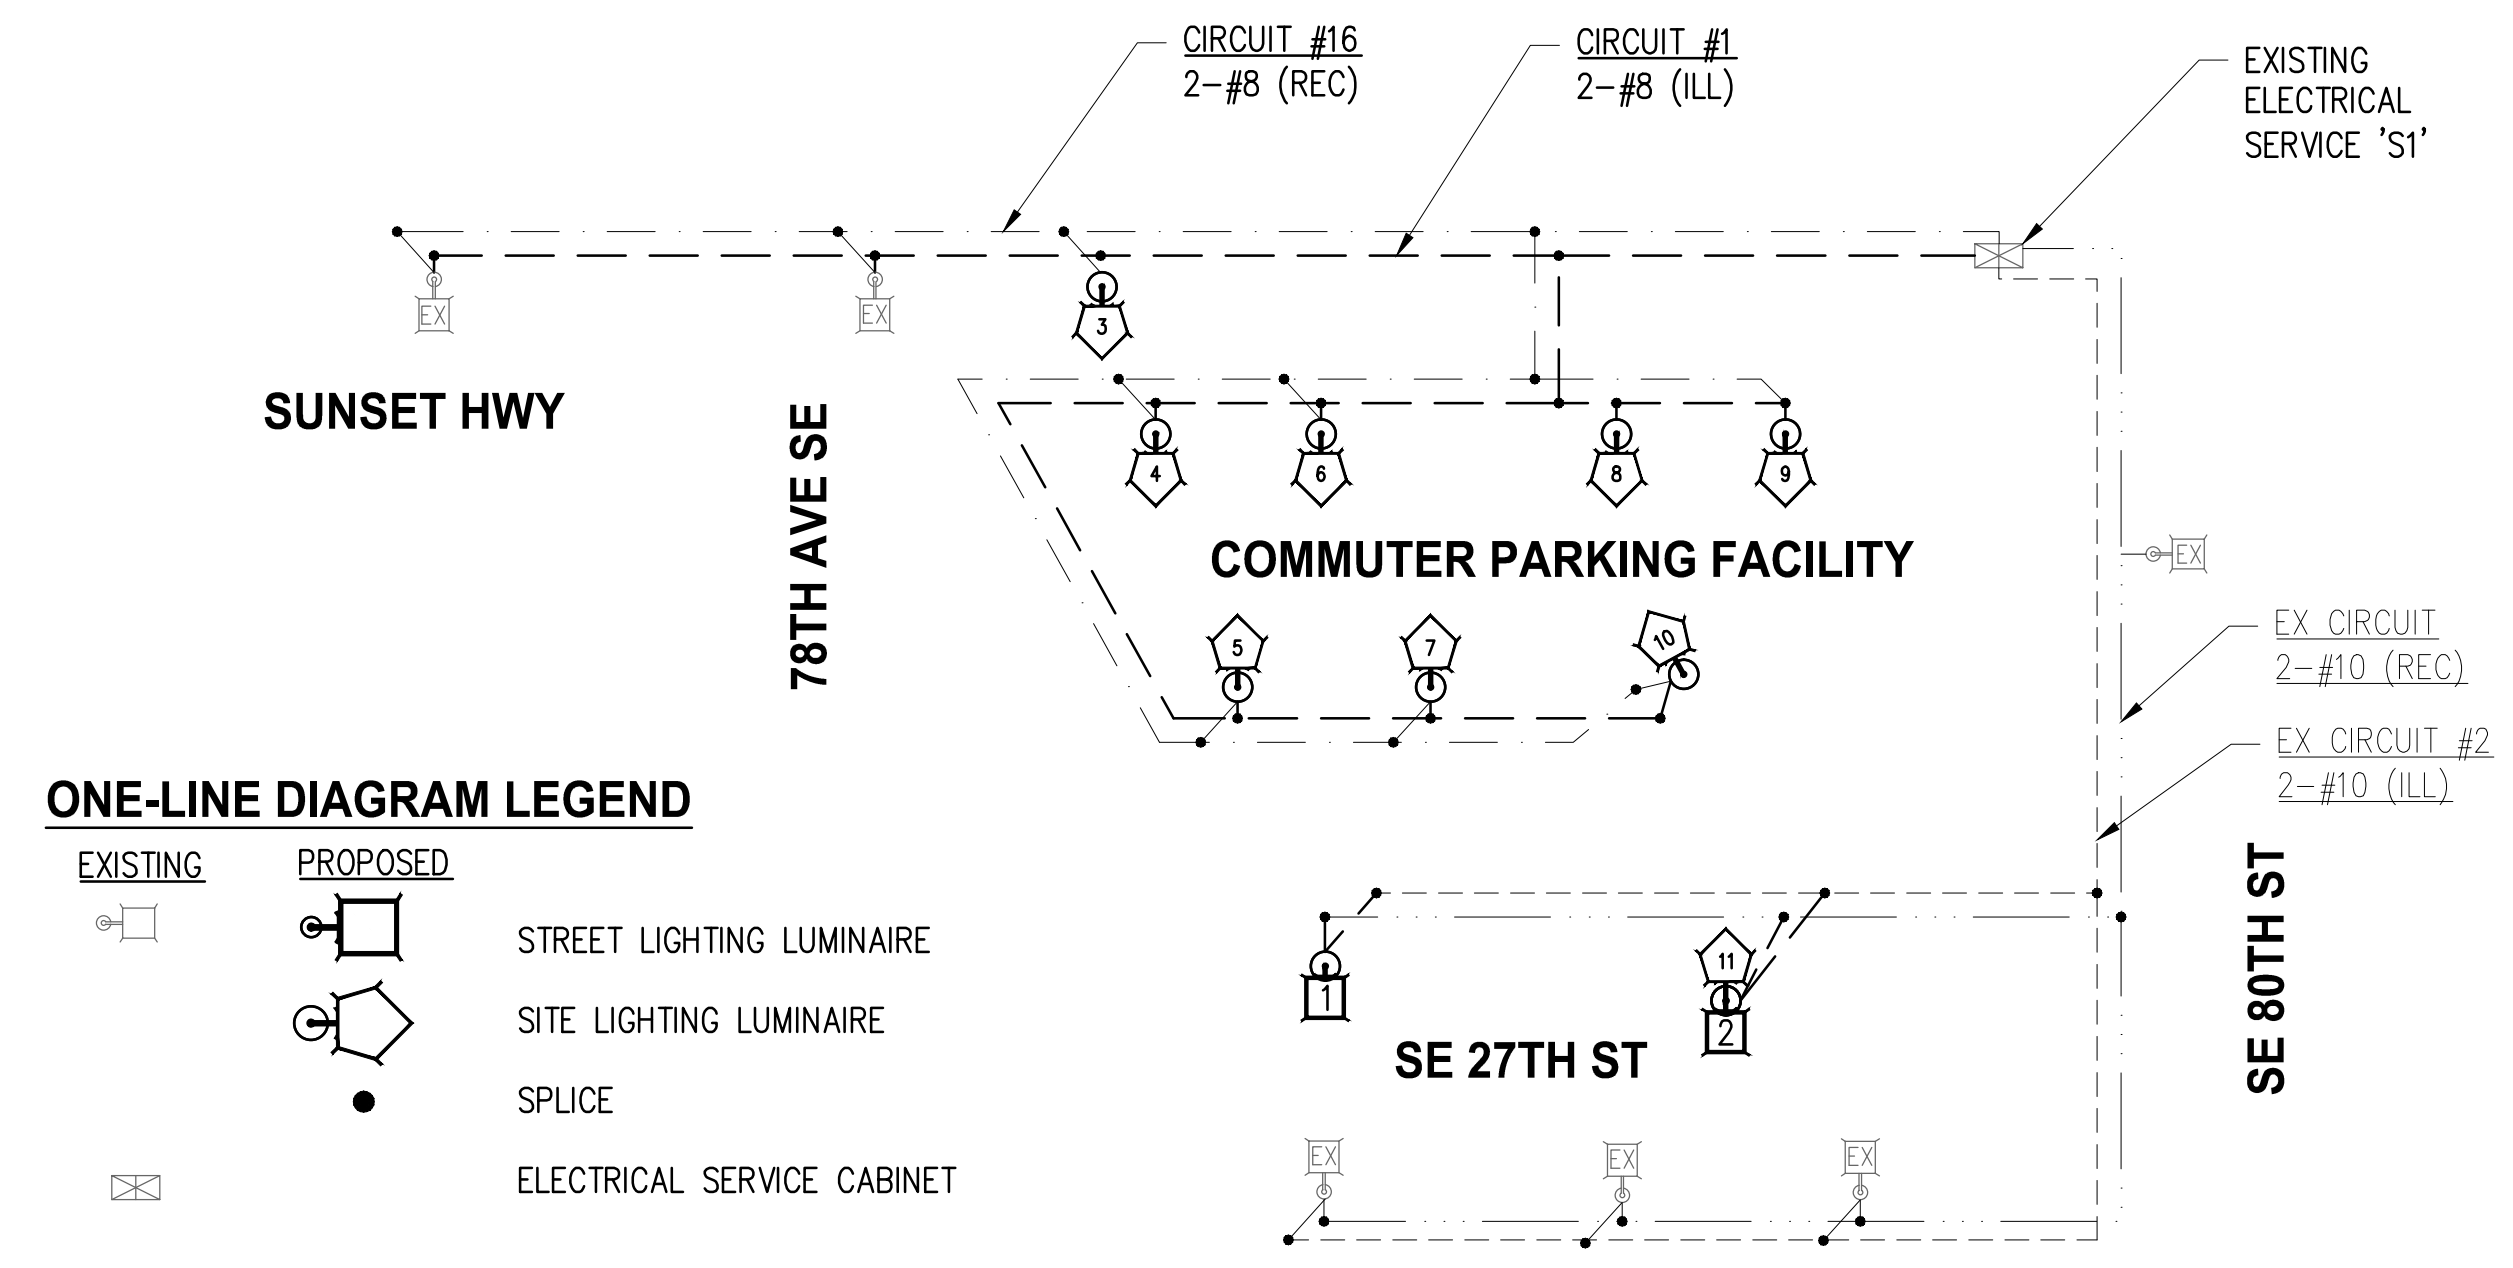 CIRCUIT #16
2-#8 (REC)
CIRCUIT #1
2-#8 (ILL)
EXISTING
ELECTRICAL
SERVICE 'S1'
EX
EX
3
SUNSET HWY
78TH AVE SE
4
6
8
9
COMMUTER PARKING FACILITY
EX
5
7
10
EX CIRCUIT
2-#10 (REC)
EX CIRCUIT #2
2-#10 (ILL)
SE 80TH ST
1
11
2
SE 27TH ST
EX
EX
EX
ONE-LINE DIAGRAM LEGEND
EXISTING
PROPOSED
STREET LIGHTING LUMINAIRE
SITE LIGHTING LUMINAIRE
SPLICE
ELECTRICAL SERVICE CABINET